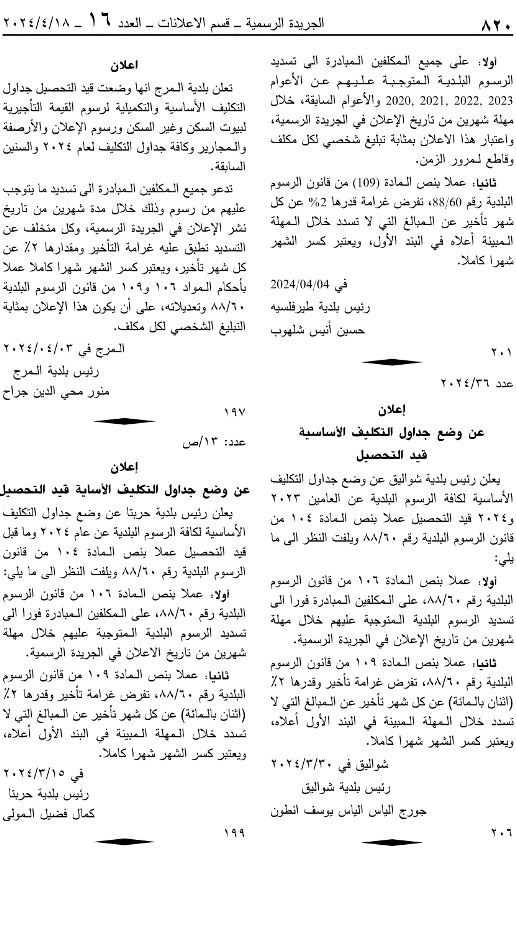 ٨٢٠
الجريدة الرسمية ــ قسم الاعلانات ــ العدد ١٦ ــ ٢٠٢٤/٤/١٨
أولا: على جميع المكلفين المبادرة الى تسديد
الرسوم البلدية المتوجبة عليهم عن الأعوام
2023 ,2022 ,2021 ,2020 والأعوام السابقة، خلال
مهلة شهرين من تاريخ الإعلان في الجريدة الرسمية،
واعتبار هذا الاعلان بمثابة تبليغ شخصي لكل مكلف
وقاطع لمرور الزمن.
ثانيا: عملا بنص المادة (109) من قانون الرسوم
البلدية رقم 88/60، تفرض غرامة قدرها 2% عن كل
شهر تأخير عن المبالغ التي لا تسدد خلال المهلة
المبينة أعلاه في البند الأول، ويعتبر كسر الشهر
شهرا كاملا.
في 2024/04/04
رئيس بلدية طيرفلسيه
حسين أنيس شلهوب
٢٠١
عدد ٢٠٢٤/٣٦
إعلان
عن وضع جداول التكليف الأساسية
قيد التحصيل
يعلن رئيس بلدية شواليق عن وضع جداول التكليف
الأساسية لكافة الرسوم البلدية عن العامين ٢٠٢٣
و٢٠٢٤ قيد التحصيل عملا بنص المادة ١٠٤ من
قانون الرسوم البلدية رقم ٨٨/٦٠ ويلفت النظر الى ما
يلي:
أولا: عملا بنص المادة ١٠٦ من قانون الرسوم
البلدية رقم ٨٨/٦٠، على المكلفين المبادرة فورا الى
تسديد الرسوم البلدية المتوجبة عليهم خلال مهلة
شهرين من تاريخ الإعلان في الجريدة الرسمية.
ثانيا: عملا بنص المادة ١٠٩ من قانون الرسوم
البلدية رقم ٨٨/٦٠، تفرض غرامة تأخير وقدرها ٢٪
(اثنان بالمائة) عن كل شهر تأخير عن المبالغ التي لا
تسدد خلال المهلة المبينة في البند الأول أعلاه،
ويعتبر كسر الشهر شهرا كاملا.
شواليق في ٢٠٢٤/٣/٣٠
رئيس بلدية شواليق
جورج الياس الياس يوسف انطون
٢٠٦
اعلان
تعلن بلدية المرج انها وضعت قيد التحصيل جداول
التكليف الأساسية والتكميلية لرسوم القيمة التأجيرية
لبيوت السكن وغير السكن ورسوم الإعلان والأرصفة
والمجارير وكافة جداول التكليف لعام ٢٠٢٤ والسنين
السابقة.
تدعو جميع المكلفين المبادرة الى تسديد ما يتوجب
عليهم من رسوم وذلك خلال مدة شهرين من تاريخ
نشر الإعلان في الجريدة الرسمية، وكل متخلف عن
التسديد تطبق عليه غرامة التأخير ومقدارها ٢٪ عن
كل شهر تأخير، ويعتبر كسر الشهر شهرا كاملا عملا
بأحكام المواد ١٠٦ و١٠٩ من قانون الرسوم البلدية
٨٨/٦٠ وتعديلاته، على أن يكون هذا الإعلان بمثابة
التبليغ الشخصي لكل مكلف.
المرج في ٢٠٢٤/٠٤/٠٣
رئيس بلدية المرج
منور محي الدين جراح
١٩٧
عدد: ١٣/ص
إعلان
عن وضع جداول التكليف الأساية قيد التحصيل
يعلن رئيس بلدية حربتا عن وضع جداول التكليف
الأساسية لكافة الرسوم البلدية عن عام ٢٠٢٤ وما قبل
قيد التحصيل عملا بنص المادة ١٠٤ من قانون
الرسوم البلدية رقم ٨٨/٦٠ ويلفت النظر الى ما يلي:
أولا: عملا بنص المادة ١٠٦ من قانون الرسوم
البلدية رقم ٨٨/٦٠، على المكلفين المبادرة فورا الى
تسديد الرسوم البلدية المتوجبة عليهم خلال مهلة
شهرين من تاريخ الاعلان في الجريدة الرسمية.
ثانيا: عملا بنص المادة ١٠٩ من قانون الرسوم
البلدية رقم ٨٨/٦٠، تفرض غرامة تأخير وقدرها ٢٪
(اثنان بالمائة) عن كل شهر تأخير عن المبالغ التي لا
تسدد خلال المهلة المبينة في البند الأول أعلاه،
ويعتبر كسر الشهر شهرا كاملا.
في ٢٠٢٤/٣/١٥
رئيس بلدية حربتا
كمال فضيل المولى
١٩٩